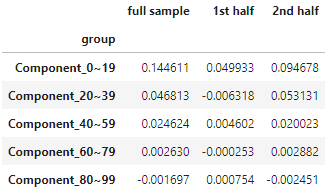 full sample 1st half 2nd half
group
Component_0~19 0.144611 0.049933 0.094678
Component_20~39 0.046813 -0.006318 0.053131
Component_40~59 0.024624 0.004602 0.020023
Component_60~79 0.002630 -0.000253 0.002882
Component_80~99 -0.001697 0.000754 -0.002451